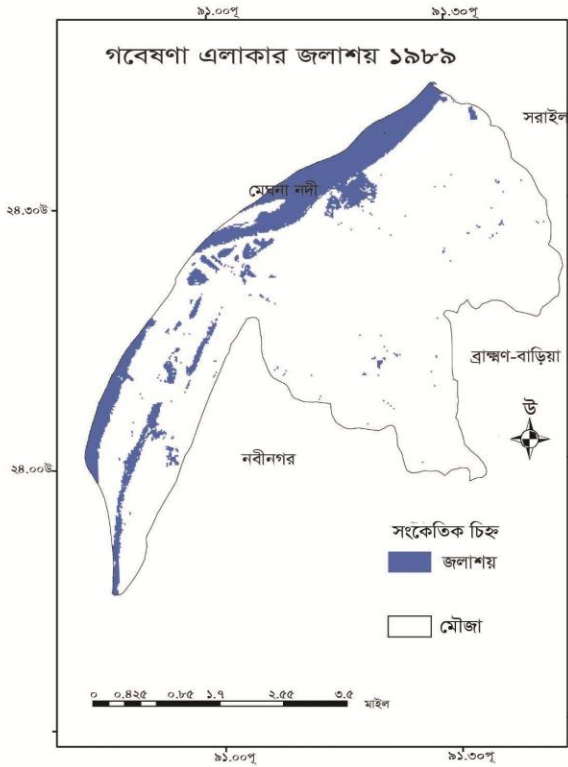 ৯১.০০পূ ৯১.৩০পূ
গবেষণা এলাকার জলাশয় ১৯৮৯
সরাইল
মেঘনা নদী
২৪.৩০উ
ব্রাহ্মণ-বাড়িয়া
উ
নবীনগর
২৪.০০উ
সংকেতিক চিহ্ন
জলাশয়
মৌজা
০ ০.৪২৫ ০.৮৫ ১.৭ ২.৫৫ ৩.৫
মাইল
৯১.০০পূ ৯১.৩০পূ